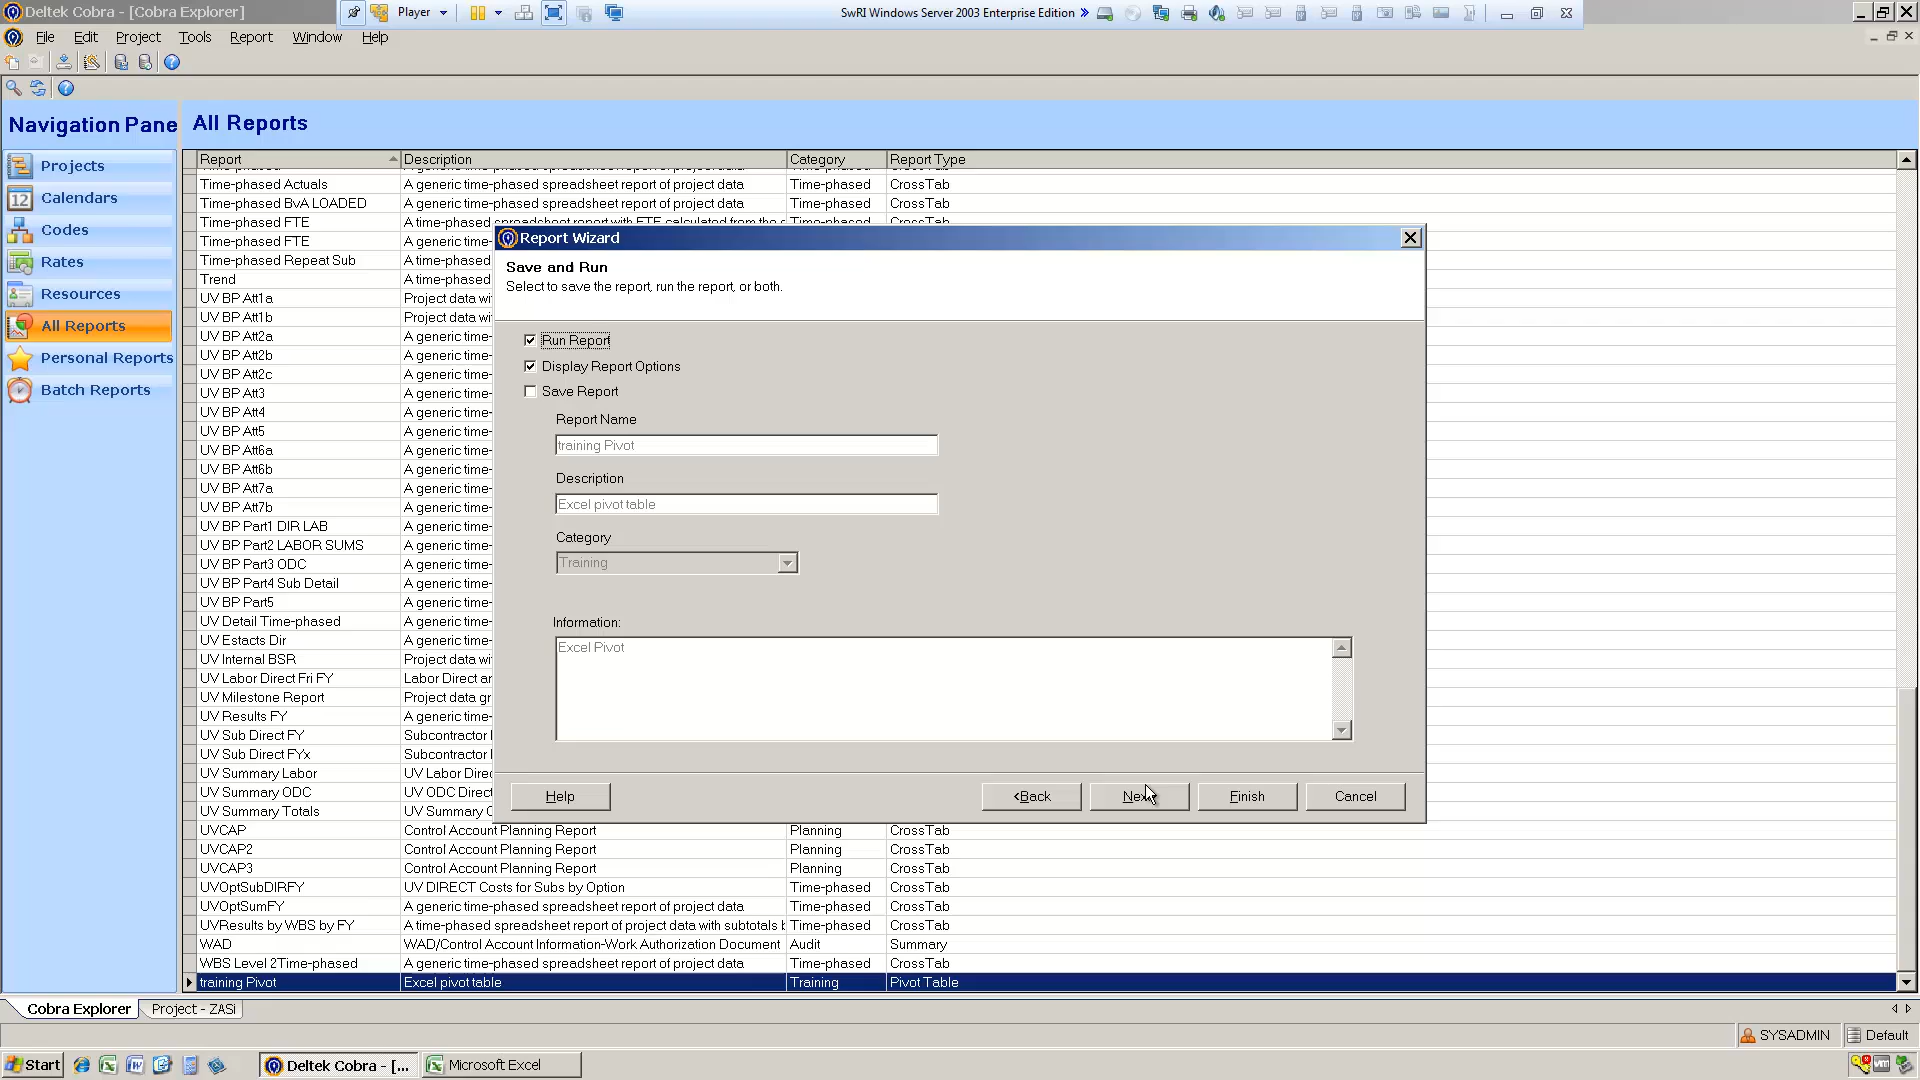 Deltek Cobra - [Cobra Explorer]
Player
SwRI Windows Server 2003 Enterprise Edition
File Edit Project Tools Report Window Help
Navigation Pane
All Reports
Projects
Calendars
12
Codes
Rates
Resources
All Reports
Personal Reports
Batch Reports
Report Description Category Report Type
Time-phased Actuals A generic time-phased spreadsheet report of project data Time-phased CrossTab
Time-phased BvA LOADED A generic time-phased spreadsheet report of project data Time-phased CrossTab
Time-phased FTE A time-phased spreadsheet report with FTE calculated from the Time-phased CrossTab
Time-phased FTE A generic time-
Time-phased Repeat Sub A time-phased
Trend A time-phased
UV BP Att1a Project data wi
UV BP Att1b Project data wi
UV BP Att2a A generic time-
UV BP Att2b A generic time-
UV BP Att2c A generic time-
UV BP Att3 A generic time-
UV BP Att4 A generic time-
UV BP Att5 A generic time-
UV BP Att6a A generic time-
UV BP Att6b A generic time-
UV BP Att7a A generic time-
UV BP Att7b A generic time-
UV BP Part1 DIR LAB A generic time-
UV BP Part2 LABOR SUMS A generic time-
UV BP Part3 ODC A generic time-
UV BP Part4 Sub Detail A generic time-
UV BP Part5 A generic time-
UV Detail Time-phased A generic time-
UV Estacts Dir A generic time-
UV Internal BSR Project data wi
UV Labor Direct Fri FY Labor Direct ar
UV Milestone Report Project data gr
UV Results FY A generic time-
UV Sub Direct FY Subcontractor
UV Sub Direct FYx Subcontractor
UV Summary Labor UV Labor Direc
UV Summary ODC UV ODC Direct
UV Summary Totals UV Summary C
UVCAP Control Account Planning Report Planning CrossTab
UVCAP2 Control Account Planning Report Planning CrossTab
UVCAP3 Control Account Planning Report Planning CrossTab
UVOptSubDIRFY UV DIRECT Costs for Subs by Option Time-phased CrossTab
UVOptSumFY A generic time-phased spreadsheet report of project data Time-phased CrossTab
UVResults by WBS by FY A time-phased spreadsheet report of project data with subtotals Time-phased CrossTab
WAD WAD/Control Account Information-Work Authorization Document Audit Summary
WBS Level 2Time-phased A generic time-phased spreadsheet report of project data Time-phased CrossTab
training Pivot Excel pivot table Training Pivot Table
Report Wizard
Save and Run
Select to save the report, run the report, or both.
Run Report
Display Report Options
Save Report
Report Name
training Pivot
Description
Excel pivot table
Category
Training
Information:
Excel Pivot
Help <Back Finish Cancel
Cobra Explorer Project - ZASi
SYSADMIN Default
Start Deltek Cobra - [... Microsoft Excel